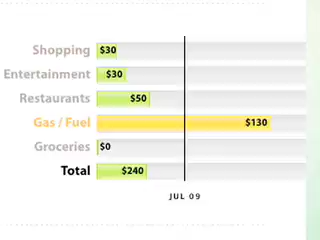 Shopping $30
Entertainment $30
Restaurants $50
Gas / Fuel $130
Groceries $0
Total $240
JUL 09